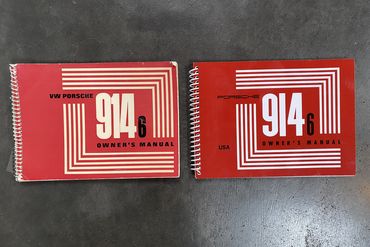 VW PORSCHE
914 6
OWNER'S MANUAL
PORSCHE
914 6
USA
OWNER'S MANUAL